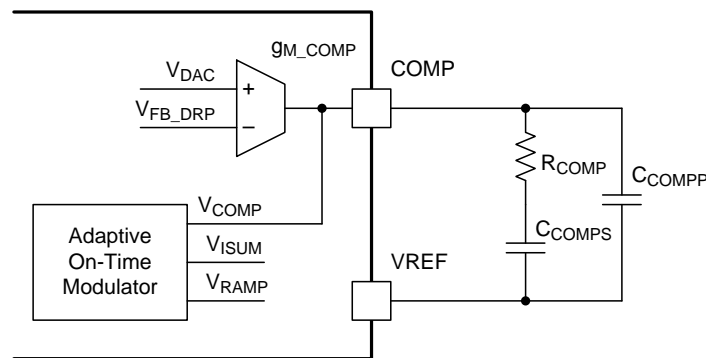 gM_COMP
COMP
VDAC
+
VFB_DRP
−
RCOMP
CCOMPP
VCOMP
CCOMPS
Adaptive
On-Time
Modulator
VISUM
VREF
VRAMP